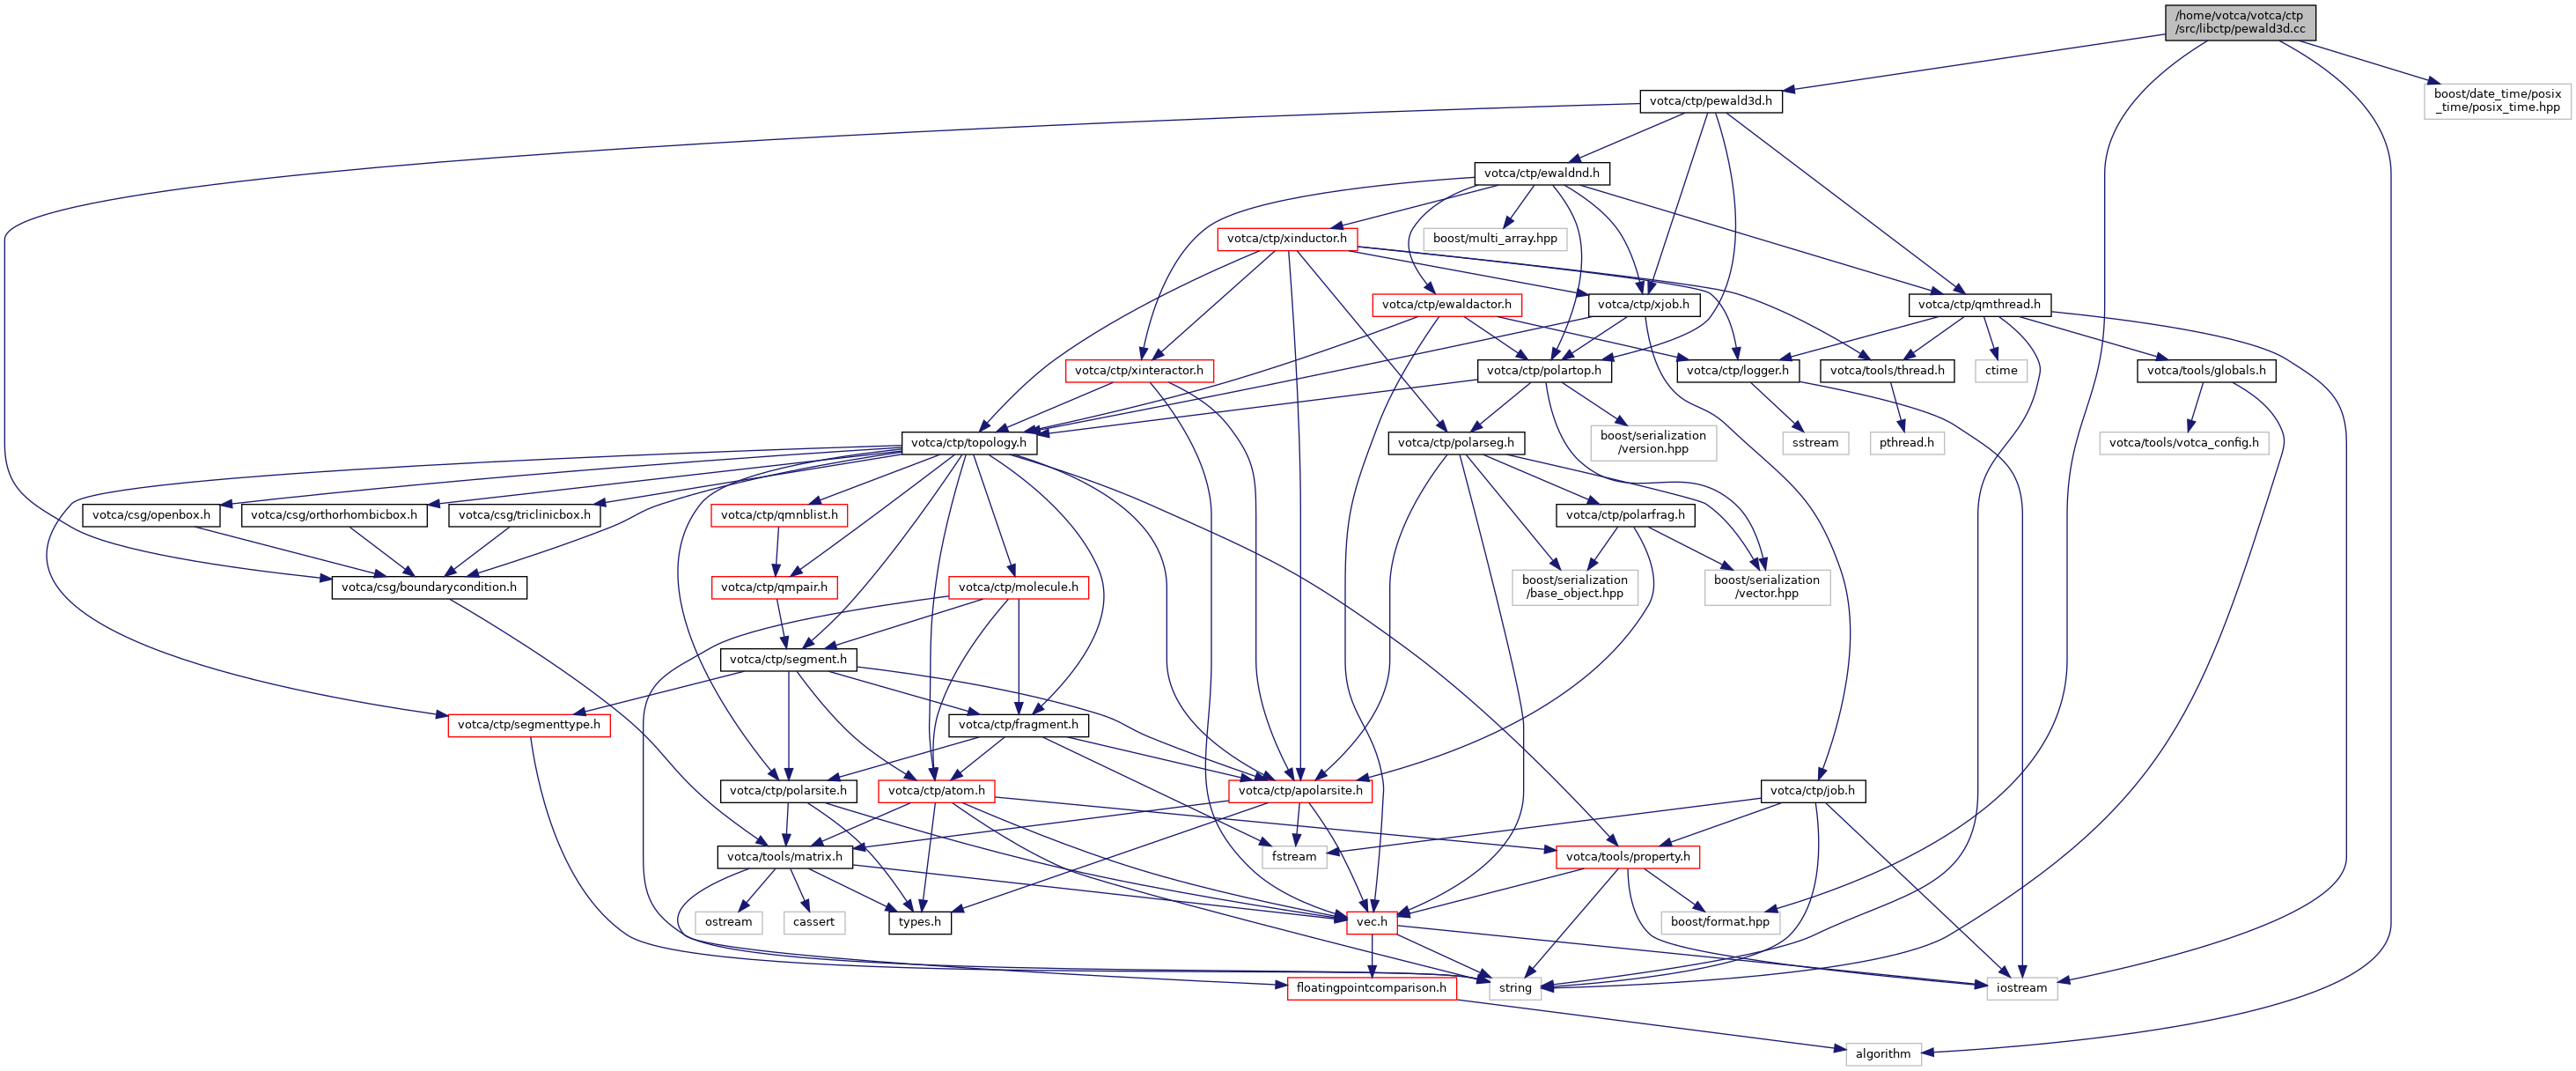 /home/votca/votca/ctp
/src/libctp/pewald3d.cc
votca/ctp/pewald3d.h
boost/date_time/posix
_time/posix_time.hpp
votca/ctp/ewaldnd.h
votca/ctp/xinductor.h
boost/multi_array.hpp
votca/ctp/ewaldactor.h
votca/ctp/xjob.h
votca/ctp/qmthread.h
votca/ctp/xinteractor.h
votca/ctp/polartop.h
votca/ctp/logger.h
votca/tools/thread.h
ctime
votca/tools/globals.h
votca/ctp/topology.h
votca/ctp/polarseg.h
boost/serialization
/version.hpp
sstream
pthread.h
votca/tools/votca_config.h
votca/csg/openbox.h
votca/csg/orthorhombicbox.h
votca/csg/triclinicbox.h
votca/ctp/qmnblist.h
votca/ctp/polarfrag.h
votca/csg/boundarycondition.h
votca/ctp/qmpair.h
votca/ctp/molecule.h
boost/serialization
/base_object.hpp
boost/serialization
/vector.hpp
votca/ctp/segment.h
votca/ctp/segmenttype.h
votca/ctp/fragment.h
votca/ctp/polarsite.h
votca/ctp/atom.h
votca/ctp/apolarsite.h
votca/ctp/job.h
votca/tools/matrix.h
fstream
votca/tools/property.h
ostream
cassert
types.h
vec.h
boost/format.hpp
floatingpointcomparison.h
string
iostream
algorithm